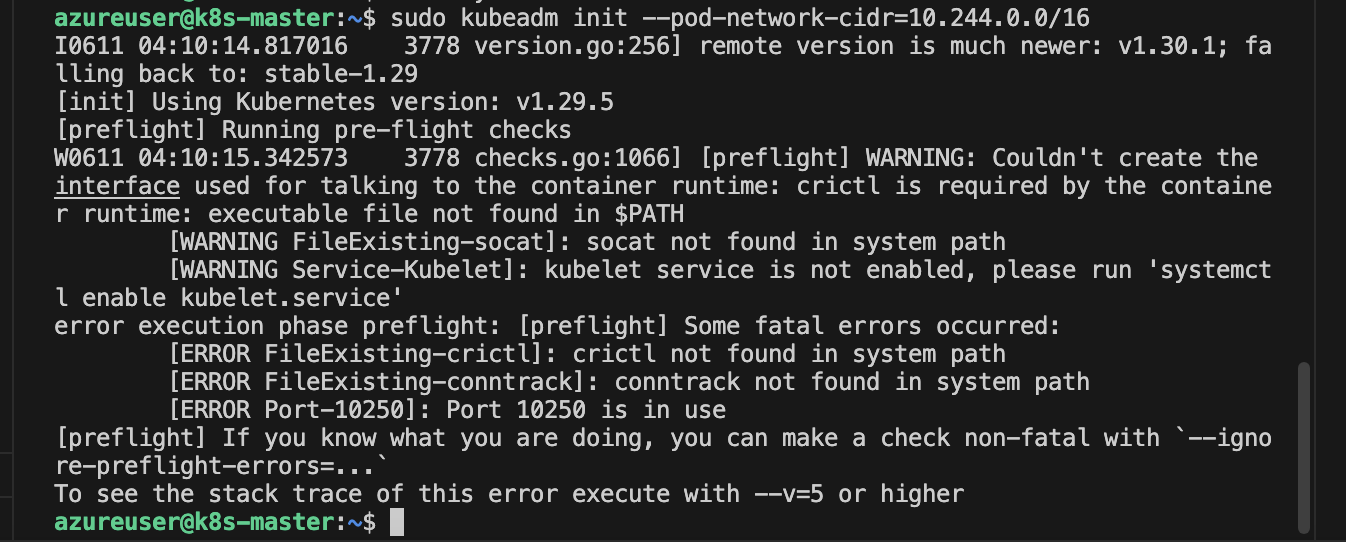 azureuser@k8s-master:~$ sudo kubeadm init --pod-network-cidr=10.244.0.0/16
I0611 04:10:14.817016    3778 version.go:256] remote version is much newer: v1.30.1; fa
lling back to: stable-1.29
[init] Using Kubernetes version: v1.29.5
[preflight] Running pre-flight checks
W0611 04:10:15.342573    3778 checks.go:1066] [preflight] WARNING: Couldn't create the
interface used for talking to the container runtime: crictl is required by the containe
r runtime: executable file not found in $PATH
        [WARNING FileExisting-socat]: socat not found in system path
        [WARNING Service-Kubelet]: kubelet service is not enabled, please run 'systemct
l enable kubelet.service'
error execution phase preflight: [preflight] Some fatal errors occurred:
        [ERROR FileExisting-crictl]: crictl not found in system path
        [ERROR FileExisting-conntrack]: conntrack not found in system path
        [ERROR Port-10250]: Port 10250 is in use
[preflight] If you know what you are doing, you can make a check non-fatal with `--igno
re-preflight-errors=...`
To see the stack trace of this error execute with --v=5 or higher
azureuser@k8s-master:~$